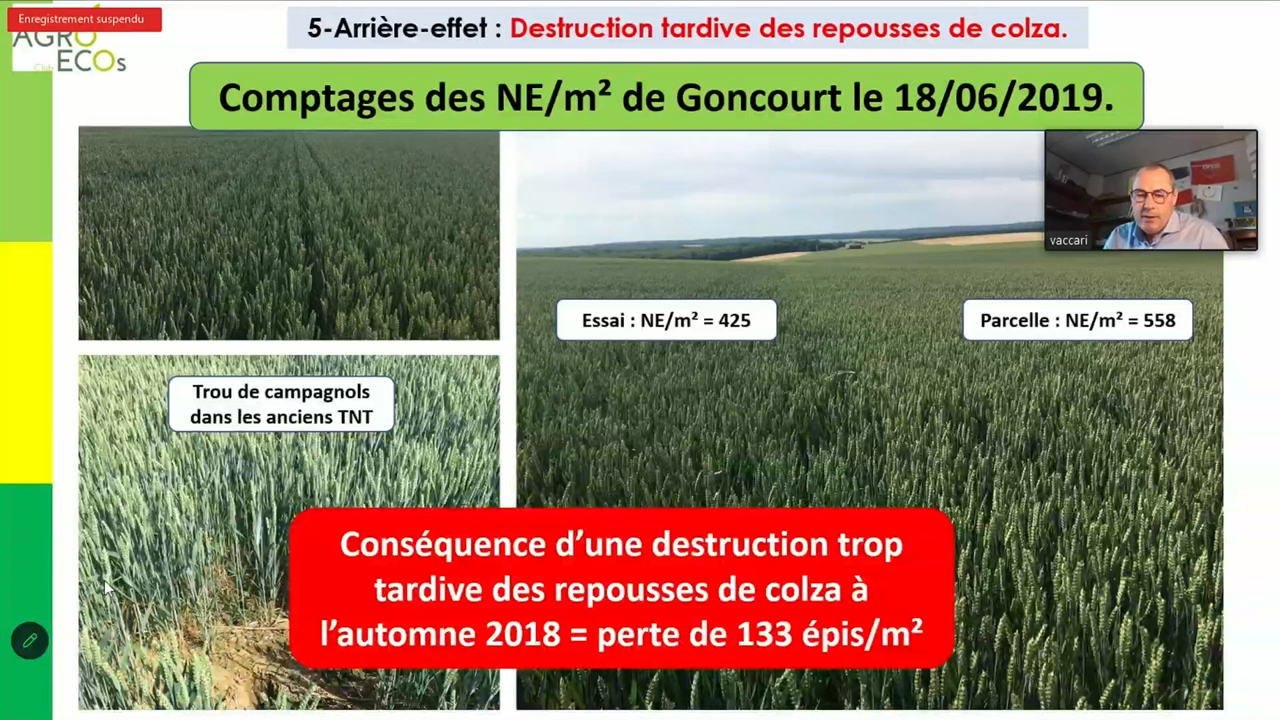 Enregistrement suspendu
AGRO
Club ECOs
5-Arrière-effet : Destruction tardive des repousses de colza.
Comptages des NE/m² de Goncourt le 18/06/2019.
vaccari
Essai : NE/m² = 425
Parcelle : NE/m² = 558
Trou de campagnols
dans les anciens TNT
Conséquence d’une destruction trop
tardive des repousses de colza à
l’automne 2018 = perte de 133 épis/m²